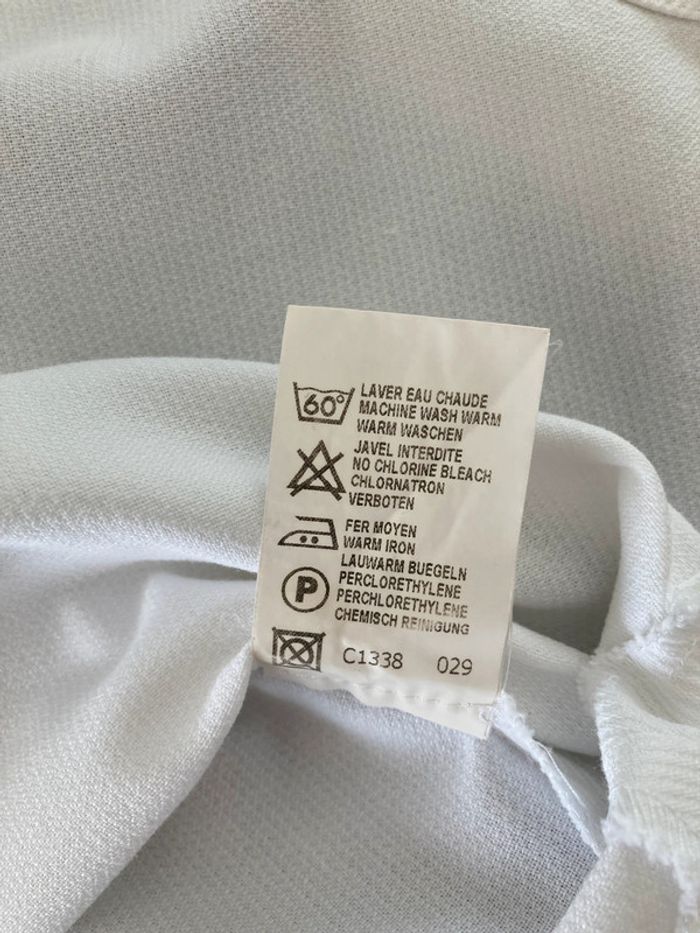 60°
LAVER EAU CHAUDE
MACHINE WASH WARM
WARM WASCHEN
JAVEL INTERDITE
NO CHLORINE BLEACH
CHLORNATRON
VERBOTEN
FER MOYEN
WARM IRON
LAUWARM BUEGELN
P
PERCLORETHYLENE
PERCHLORETHYLENE
CHEMISCH REINIGUNG
C1338 029